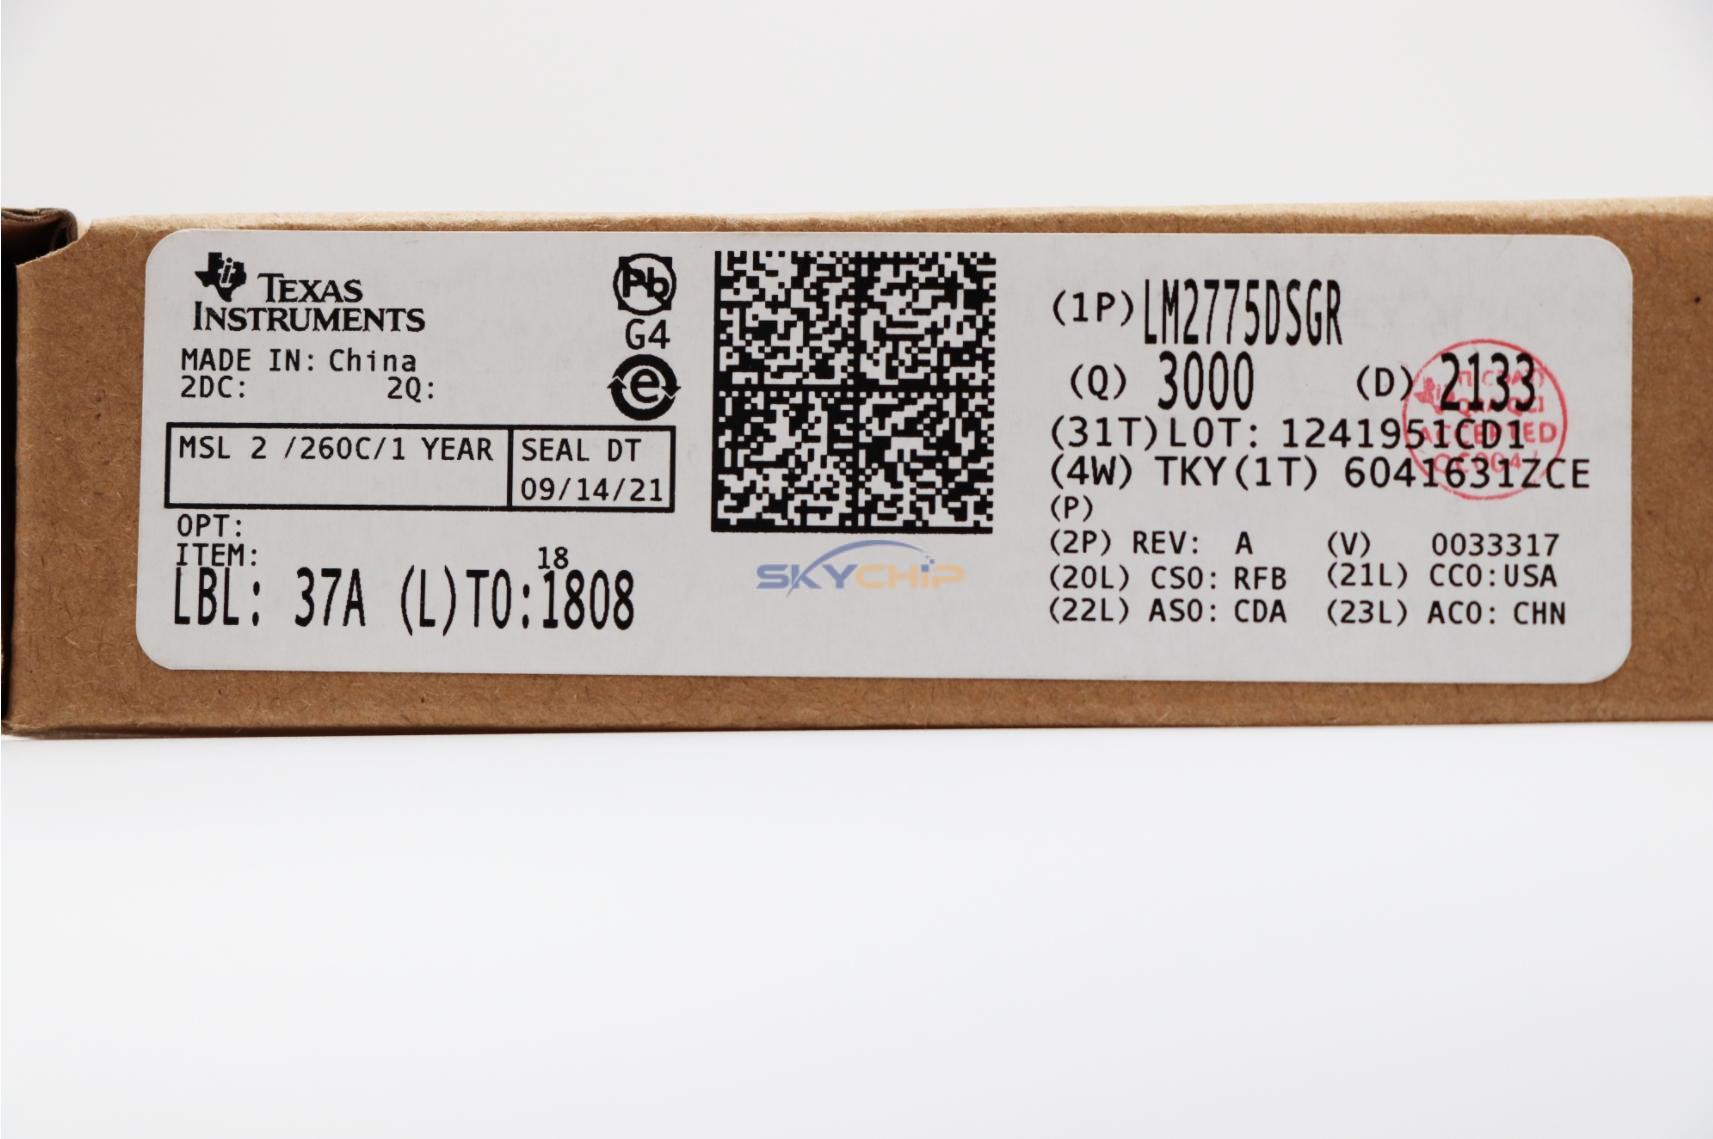 TEXAS
INSTRUMENTS
MADE IN: China
2DC: 2Q:
Pb
G4
e
MSL 2 /260C/1 YEAR
SEAL DT
09/14/21
OPT:
ITEM: 18
LBL: 37A (L)TO:1808
SKYCHIP
(1P) LM2775DSGR
(Q) 3000 (D) 2133
(31T)LOT: 1241951CD1
(4W) TKY(1T) 6041631ZCE
(P)
(2P) REV: A (V) 0033317
(20L) CSO: RFB (21L) CCO:USA
(22L) ASO: CDA (23L) ACO: CHN
ACCEPTED